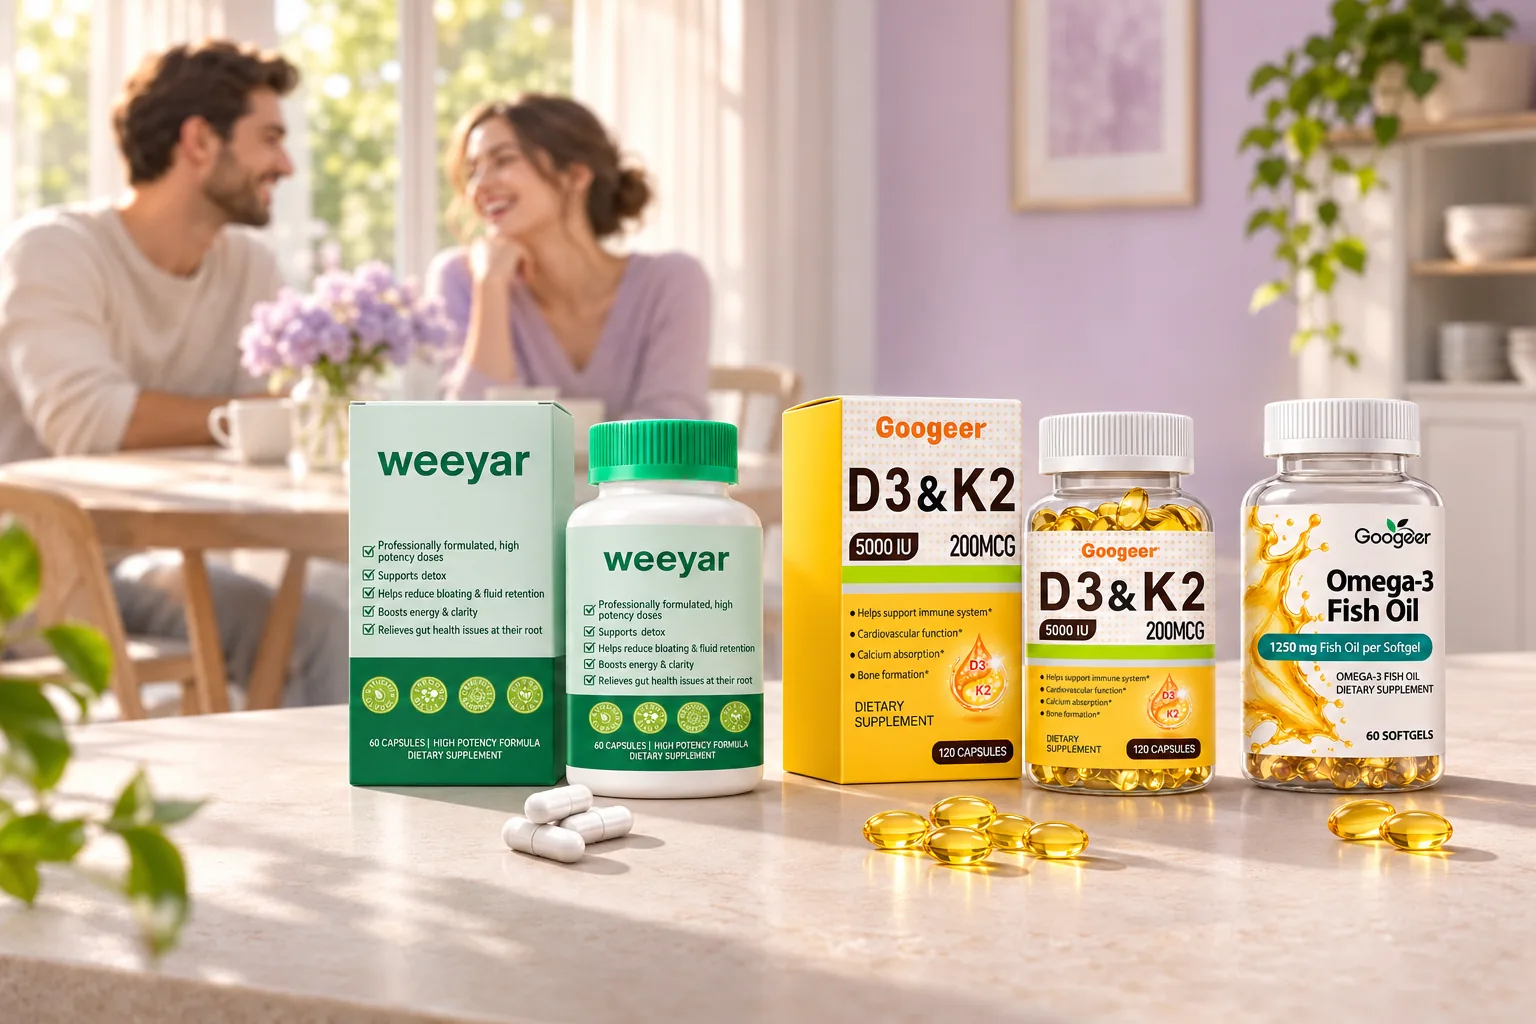 weeyar
Professionally formulated, high
potency doses
Supports detox
Helps reduce bloating & fluid retention
Boosts energy & clarity
Relieves gut health issues at their root
60 CAPSULES | HIGH POTENCY FORMULA
DIETARY SUPPLEMENT
weeyar
Professionally formulated, high
potency doses
Supports detox
Helps reduce bloating & fluid retention
Boosts energy & clarity
Relieves gut health issues at their root
60 CAPSULES | HIGH POTENCY FORMULA
DIETARY SUPPLEMENT
Googeer
D3&K2
5000 IU 200MCG
Helps support immune system*
Cardiovascular function*
Calcium absorption*
Bone formation*
D3
K2
DIETARY
SUPPLEMENT
120 CAPSULES
Googeer
D3&K2
5000 IU 200MCG
Helps support immune system*
Cardiovascular function*
Calcium absorption*
Bone formation*
D3
K2
DIETARY
SUPPLEMENT
120 CAPSULES
Googeer
Omega-3
Fish Oil
1250 mg Fish Oil per Softgel
OMEGA-3 FISH OIL
DIETARY SUPPLEMENT
60 SOFTGELS